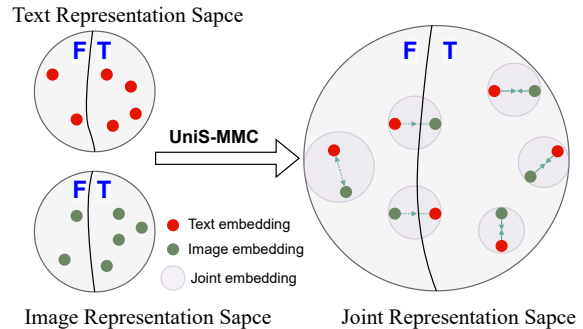 Text Representation Sapce
F T
F T
UniS-MMC
F T
Text embedding
Image embedding
Joint embedding
Image Representation Sapce
Joint Representation Sapce